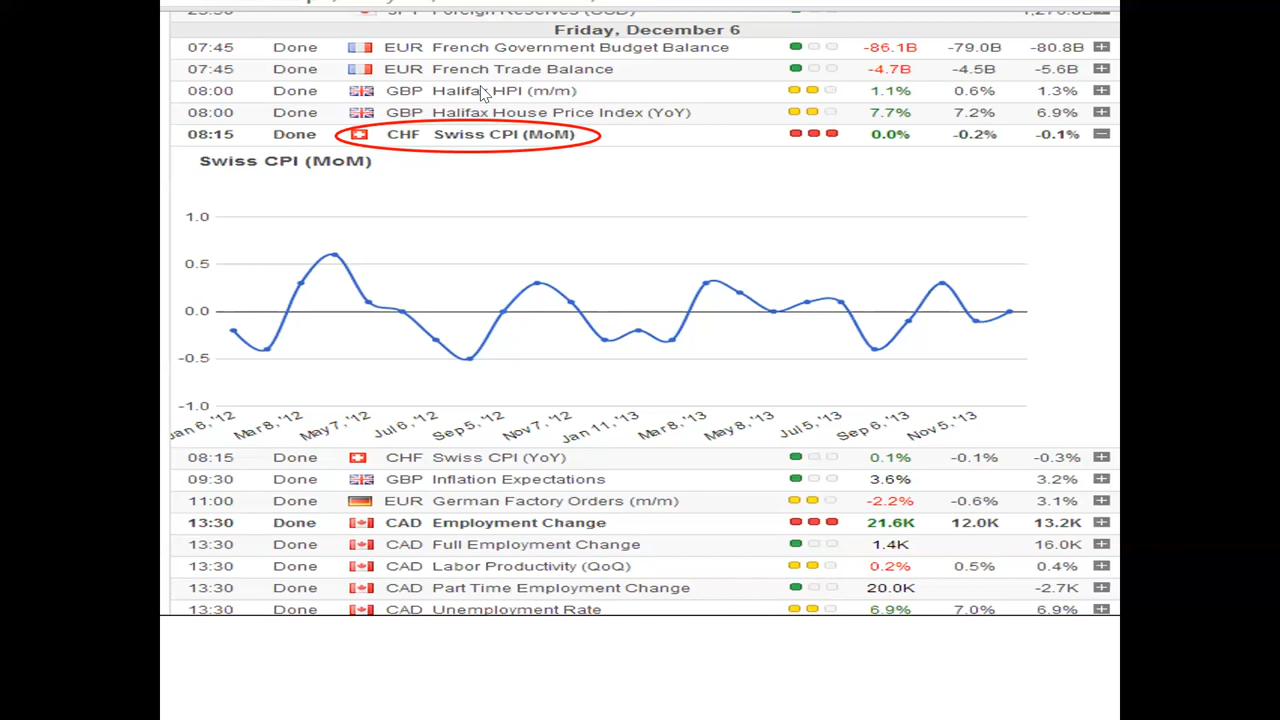 Foreign Reserves (USD)
Friday, December 6
07:45 Done EUR French Government Budget Balance -86.1B -79.0B -80.8B
07:45 Done EUR French Trade Balance -4.7B -4.5B -5.6B
08:00 Done GBP Halifax HPI (m/m) 1.1% 0.6% 1.3%
08:00 Done GBP Halifax House Price Index (YoY) 7.7% 7.2% 6.9%
08:15 Done CHF Swiss CPI (MoM) 0.0% -0.2% -0.1%
Swiss CPI (MoM)
1.0
0.5
0.0
-0.5
-1.0
Jan 6, '12 Mar 8, '12 May 7, '12 Jul 6, '12 Sep 5, '12 Nov 7, '12 Jan 11, '13 Mar 8, '13 May 8, '13 Jul 5, '13 Sep 6, '13 Nov 5, '13
08:15 Done CHF Swiss CPI (YoY) 0.1% -0.1% -0.3%
09:30 Done GBP Inflation Expectations 3.6% 3.2%
11:00 Done EUR German Factory Orders (m/m) -2.2% -0.6% 3.1%
13:30 Done CAD Employment Change 21.6K 12.0K 13.2K
13:30 Done CAD Full Employment Change 1.4K 16.0K
13:30 Done CAD Labor Productivity (QoQ) 0.2% 0.5% 0.4%
13:30 Done CAD Part Time Employment Change 20.0K -2.7K
13:30 Done CAD Unemployment Rate 6.9% 7.0% 6.9%